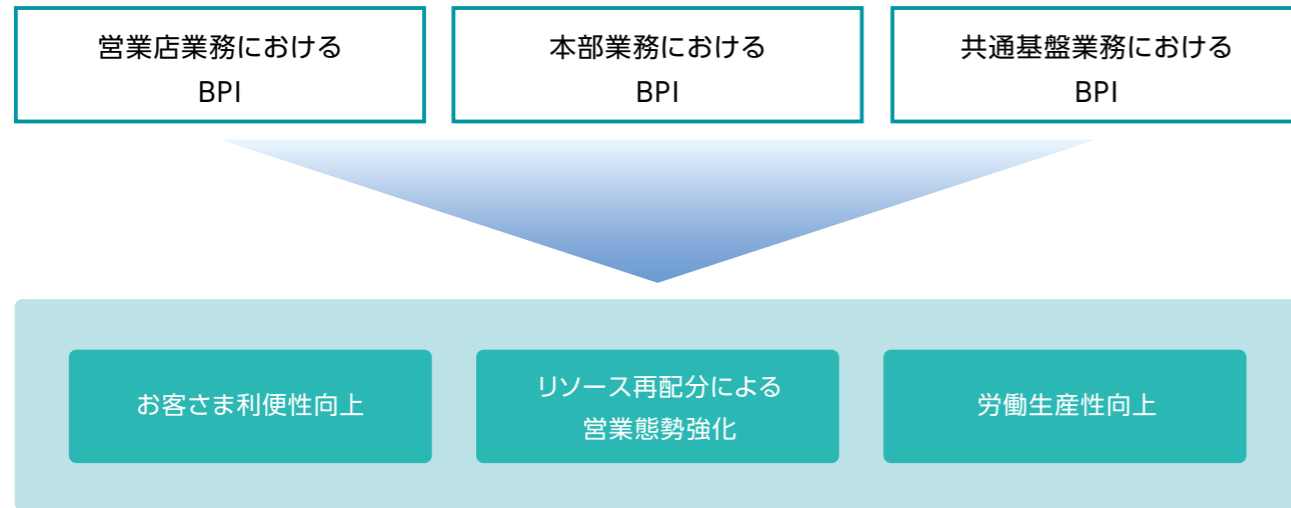 営業店業務における
BPI
本部業務における
BPI
共通基盤業務における
BPI
お客さま利便性向上
リソース再配分による
営業態勢強化
労働生産性向上